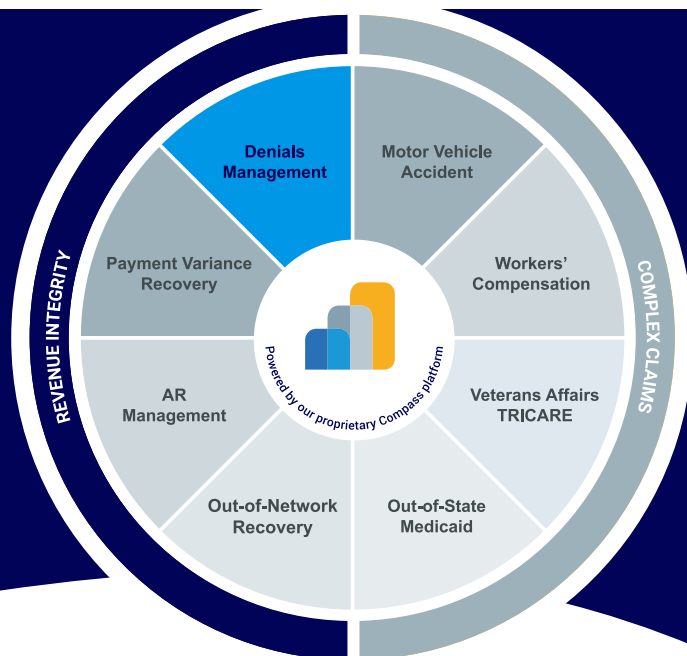 Denials
Management
Motor Vehicle
Accident
Payment Variance
Recovery
Workers’
Compensation
REVENUE INTEGRITY
COMPLEX CLAIMS
Powered by our proprietary Compass platform
AR
Management
Veterans Affairs
TRICARE
Out-of-Network
Recovery
Out-of-State
Medicaid